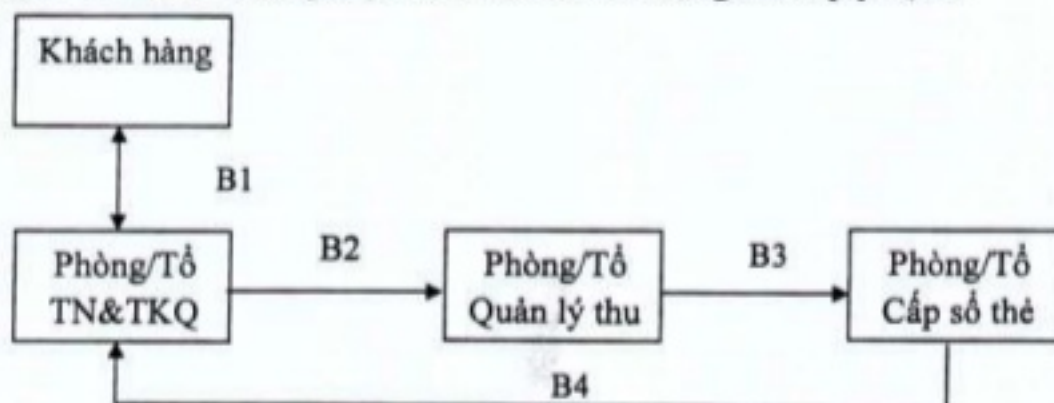 Khách hàng
B1
Phòng/Tổ
TN&TKQ
B2
Phòng/Tổ
Quản lý thu
B3
Phòng/Tổ
Cấp sổ thẻ
B4